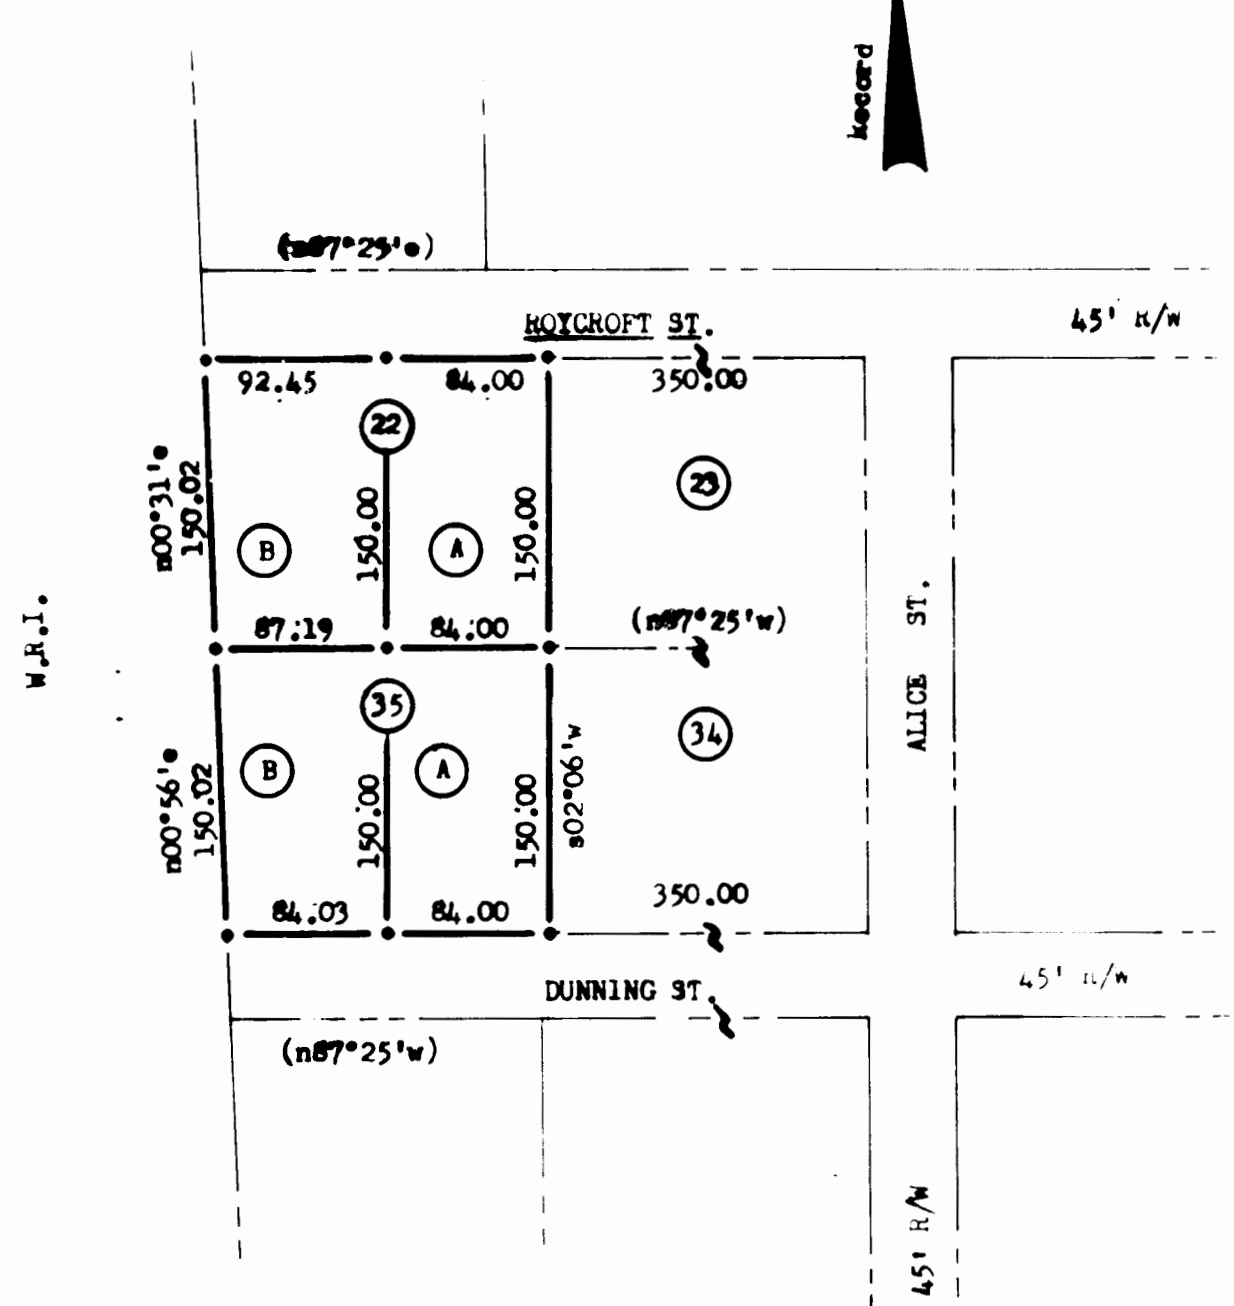 Record
(n87°25'e)
ROYCROFT ST.
45' R/W
92.45
84.00
350.00
22
23
n00°31'e
150.02
150.00
150.00
B
A
87.19
84.00
(n87°25'w)
W.R.I.
ALICE ST.
35
34
n00°56'e
150.02
B
150.00
A
150.00
s02°06'w
84.03
84.00
350.00
DUNNING ST.
45' R/W
(n87°25'w)
45' R/W